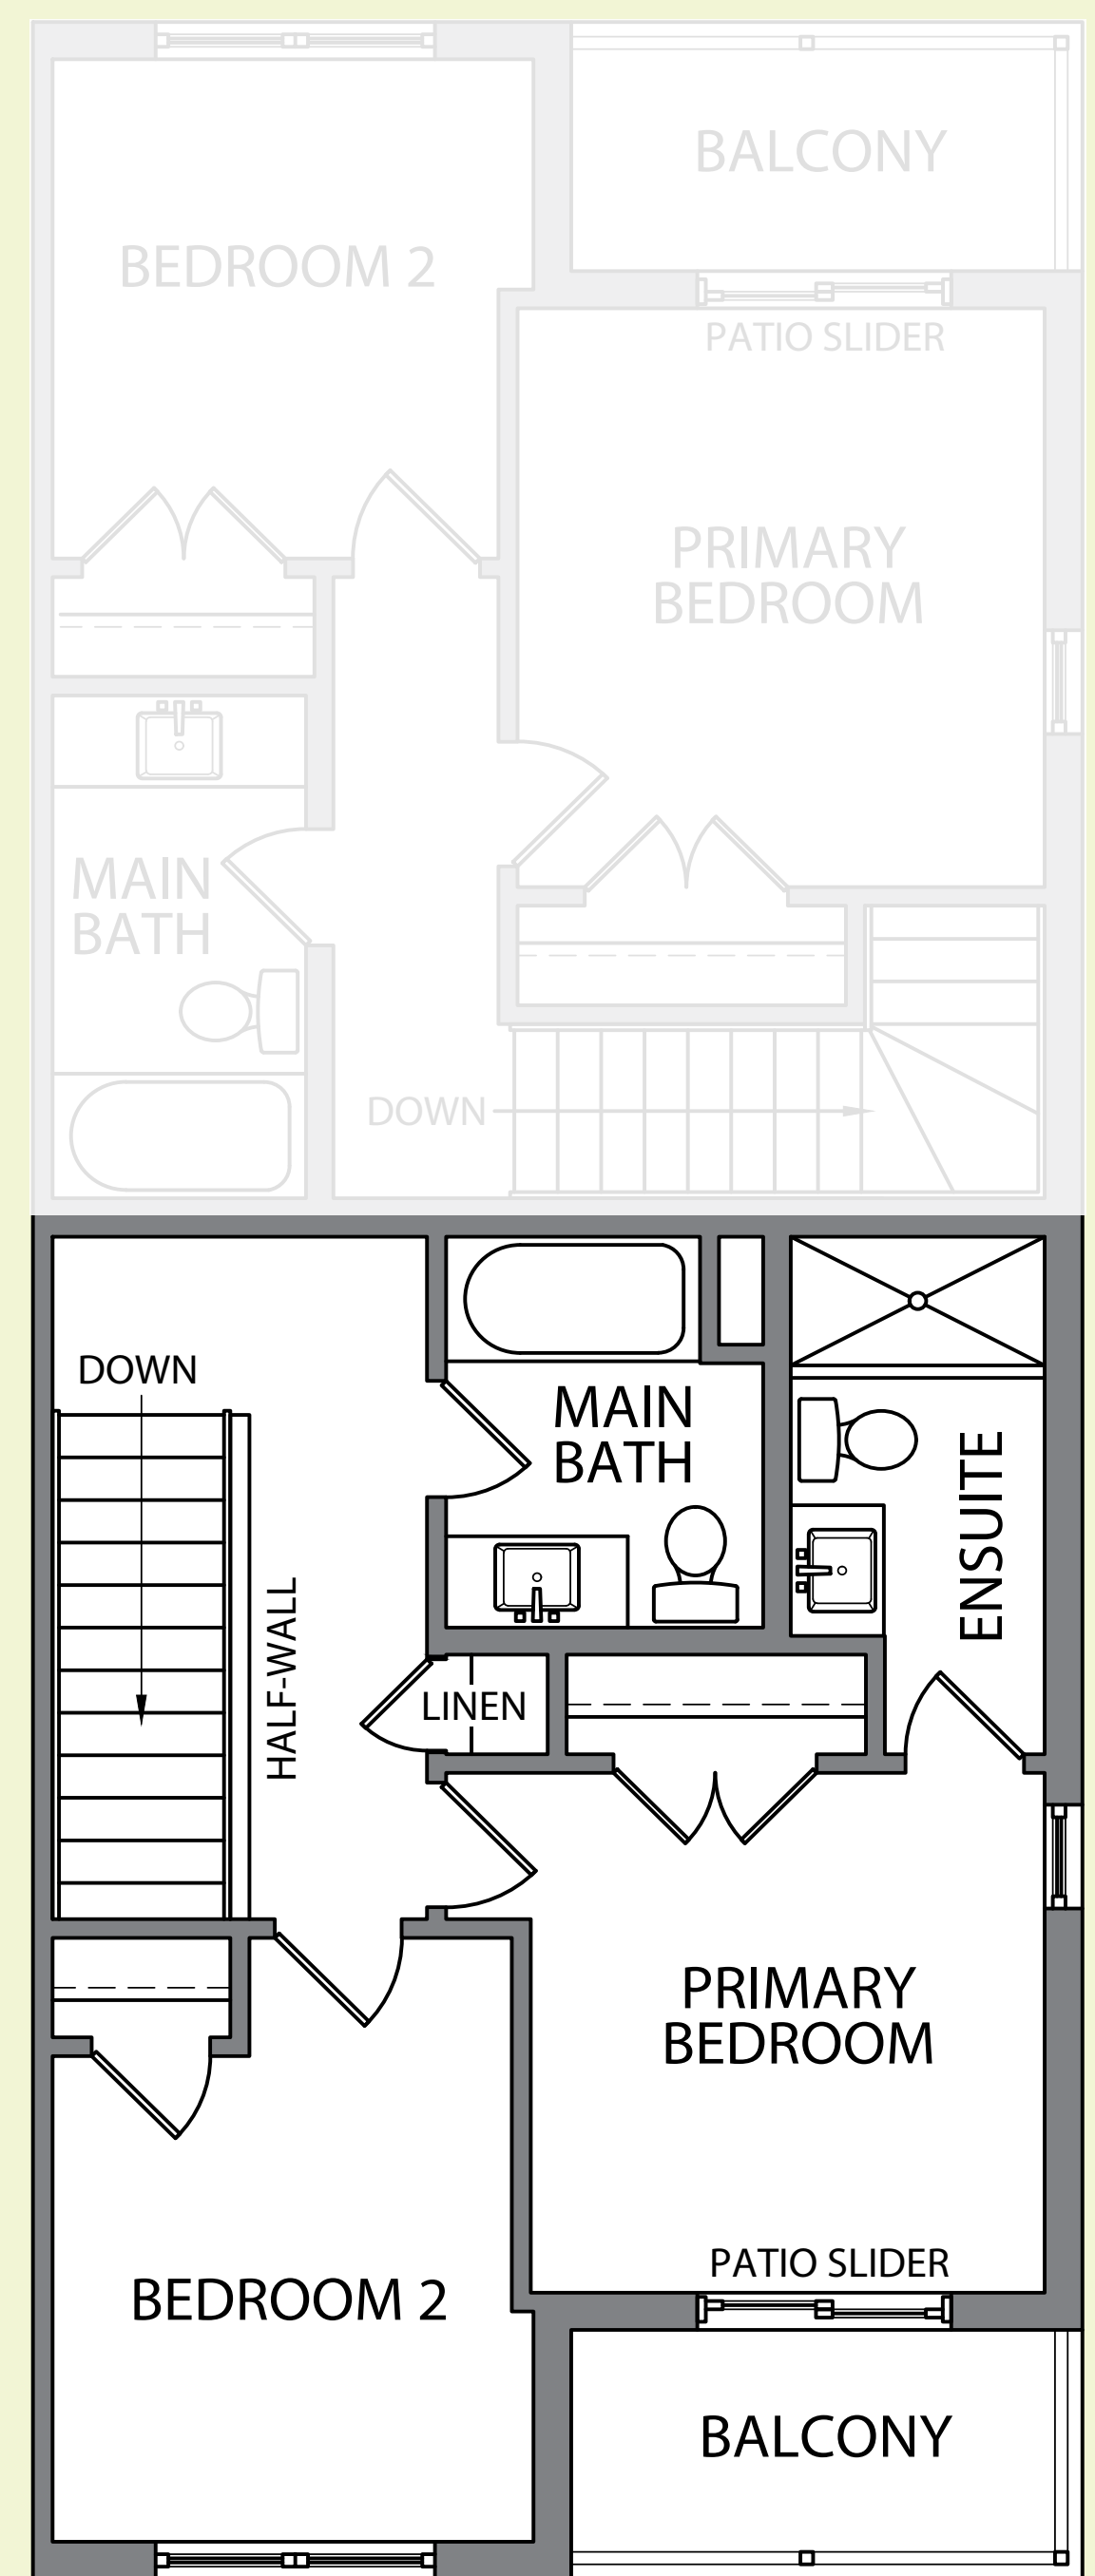 BALCONY
BEDROOM 2
PATIO SLIDER
PRIMARY
BEDROOM
MAIN
BATH
DOWN
DOWN
MAIN
BATH
ENSUITE
HALF-WALL
LINEN
PRIMARY
BEDROOM
PATIO SLIDER
BEDROOM 2
BALCONY